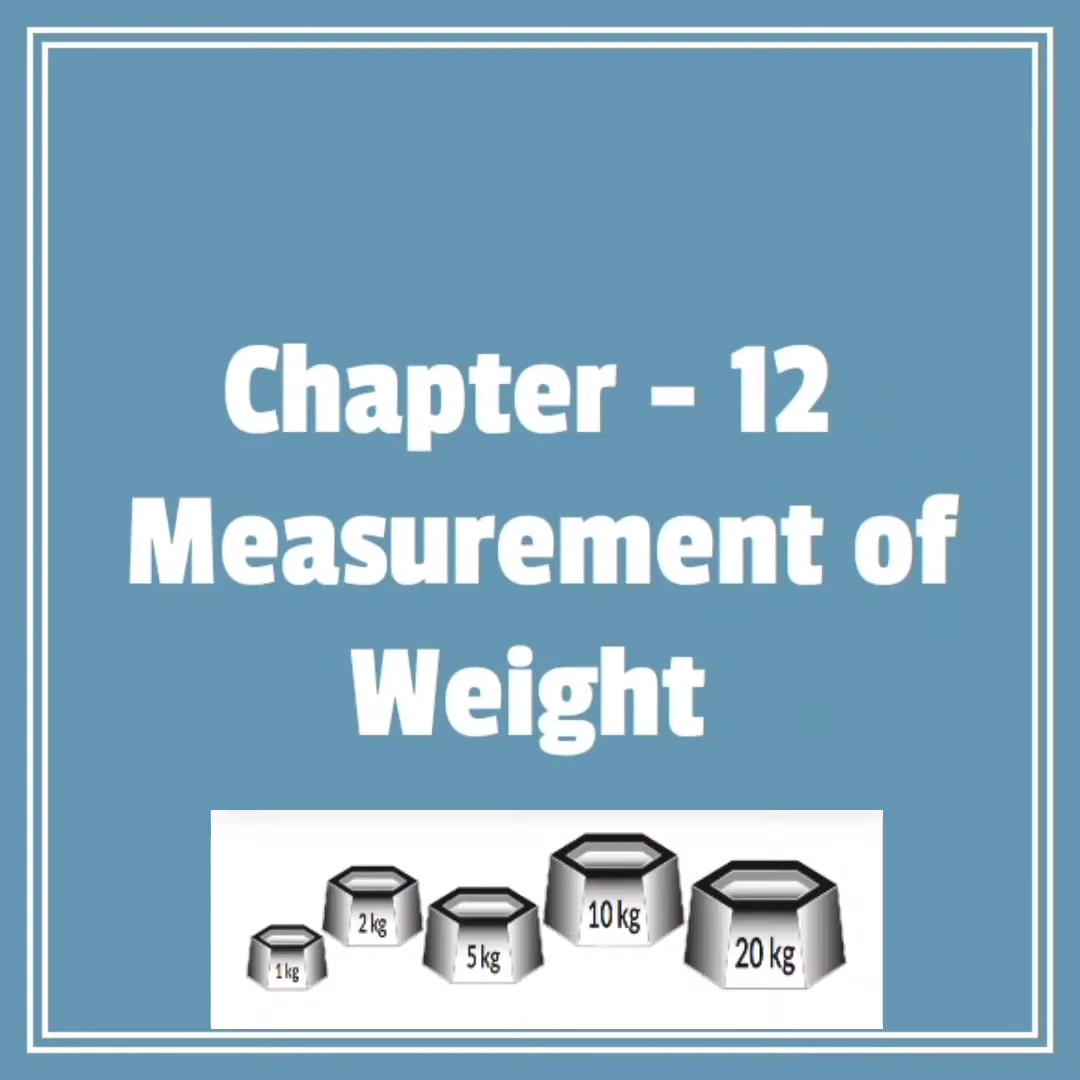 Chapter - 12
Measurement of
Weight
1 kg
2 kg
5 kg
10 kg
20 kg